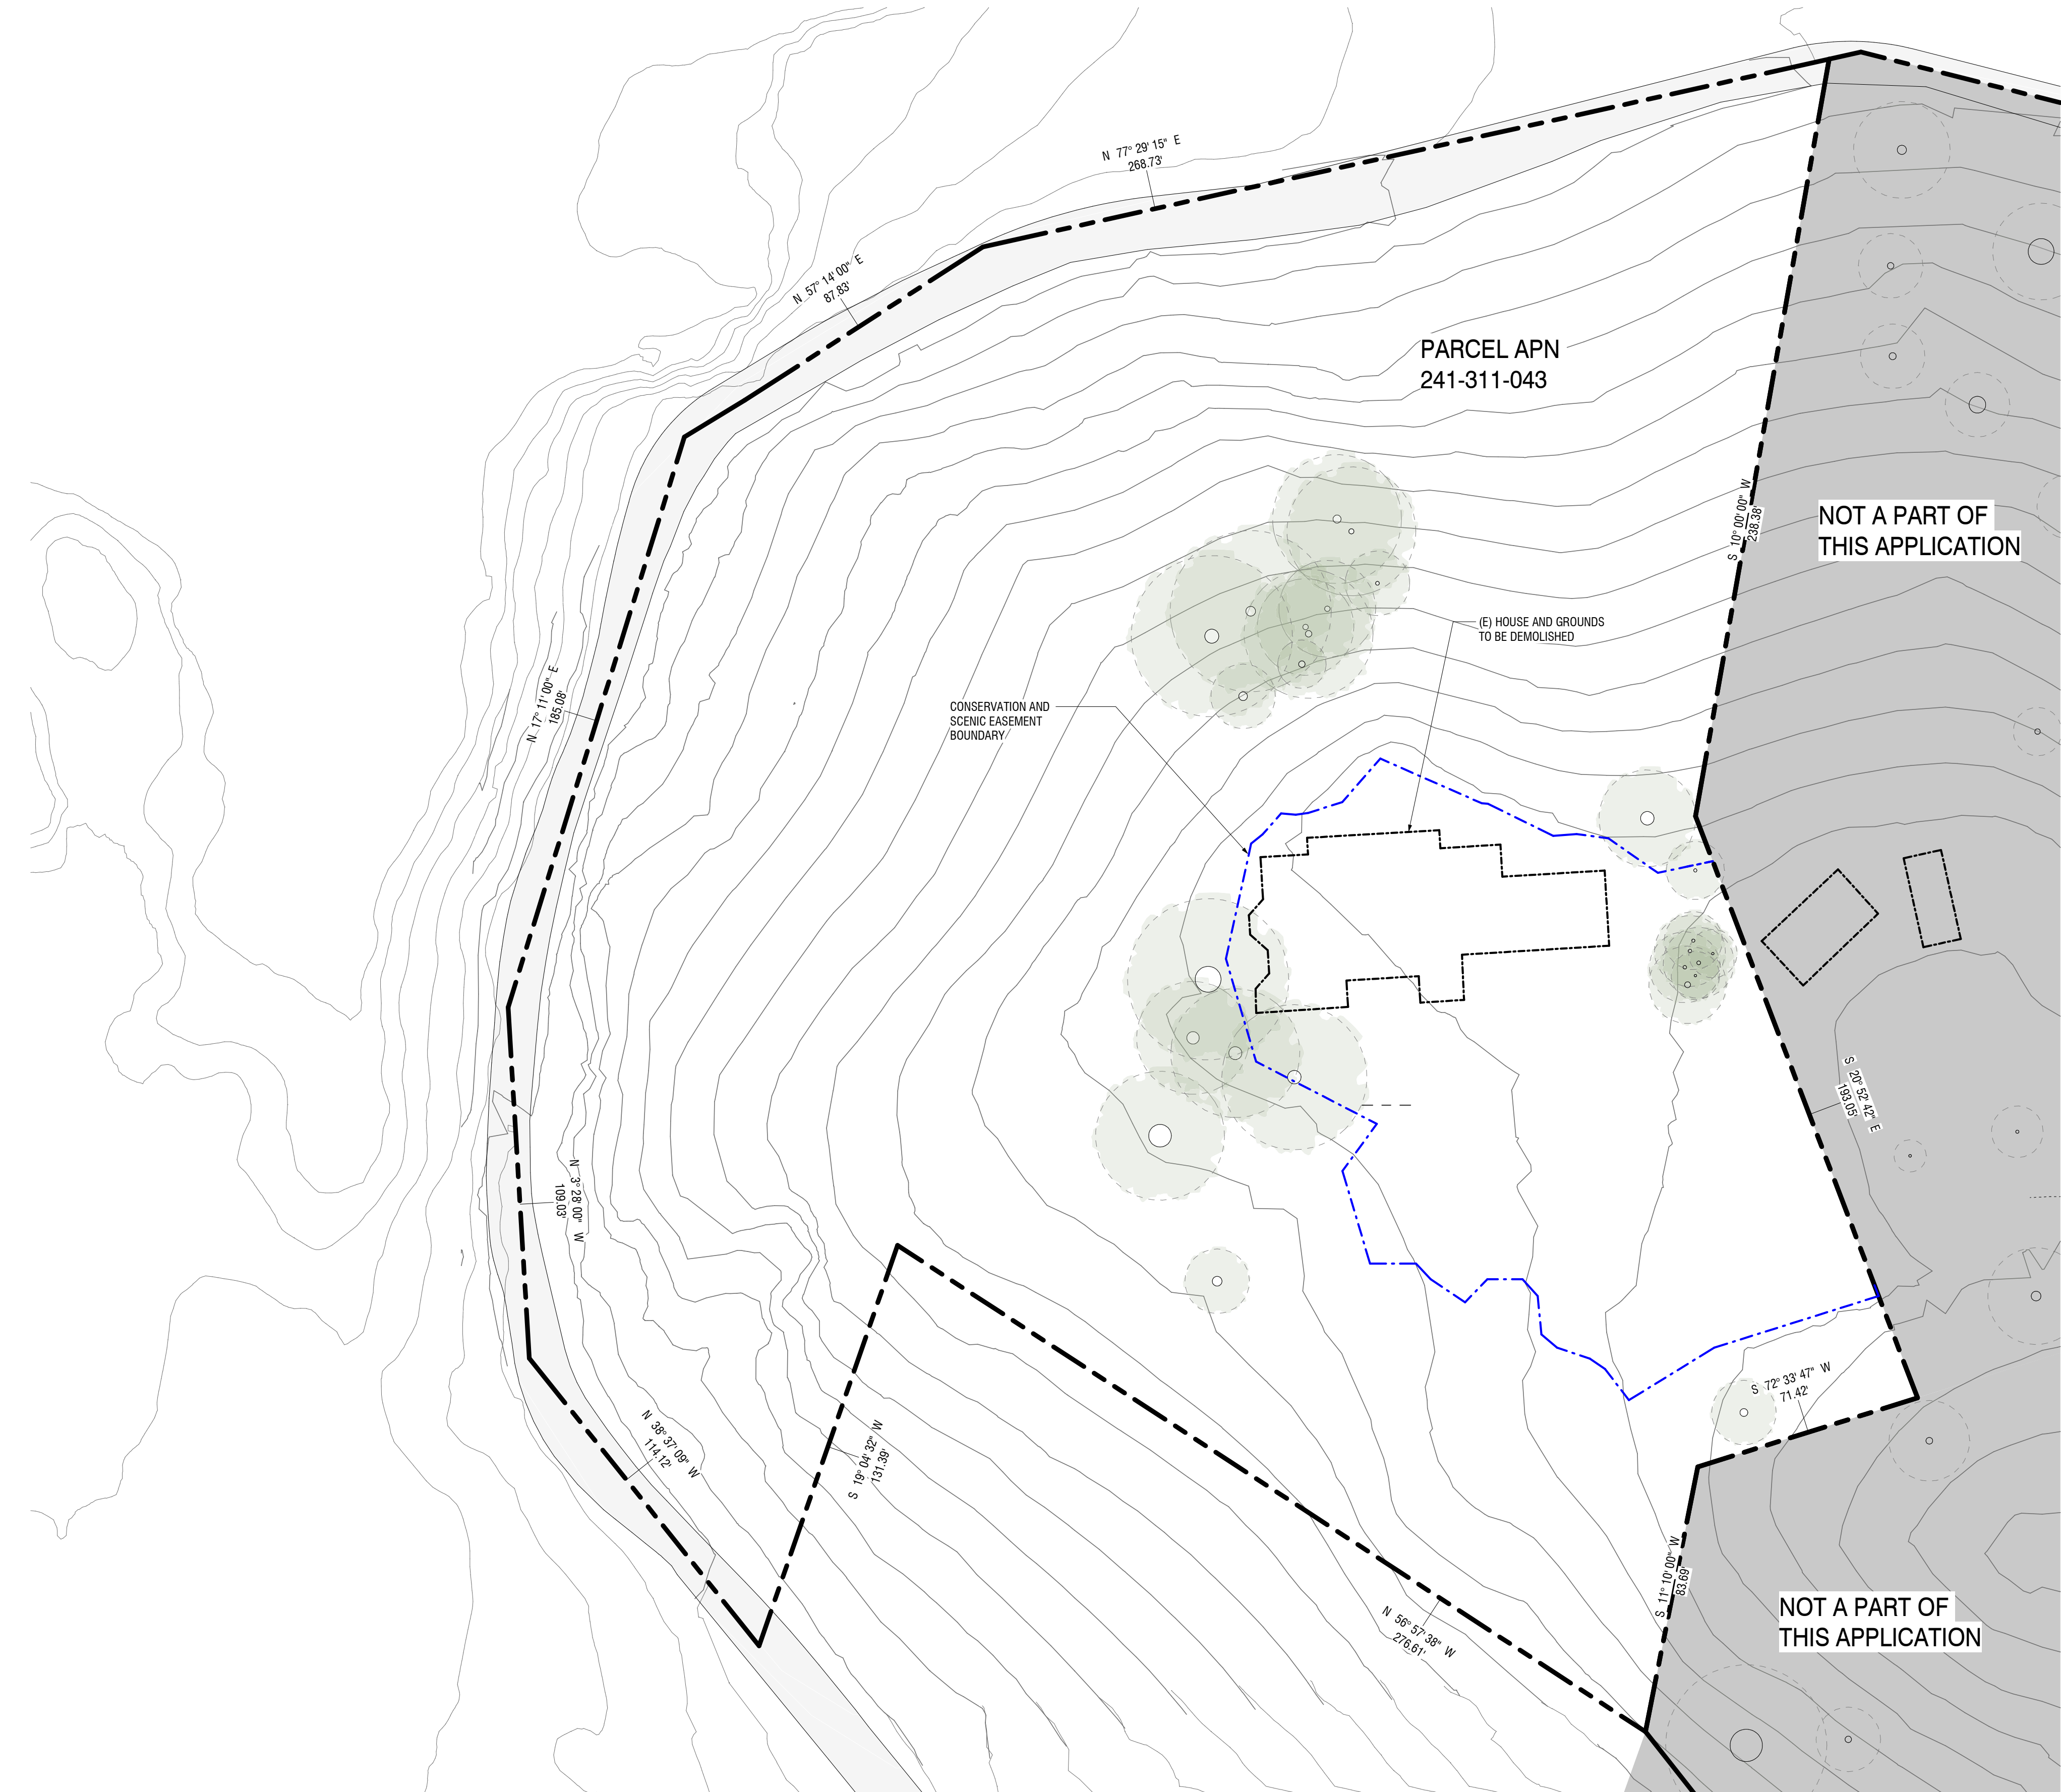 N 77° 29' 15" E
268.73'
N 57° 14' 00" E
87.83'
PARCEL APN
241-311-043
S 10° 00' 00" W
238.38'
NOT A PART OF
THIS APPLICATION
(E) HOUSE AND GROUNDS
TO BE DEMOLISHED
N 17° 11' 00" E
185.08'
CONSERVATION AND
SCENIC EASEMENT
BOUNDARY
S 20° 52' 42" E
193.05'
N 3° 28' 00" W
109.03'
S 72° 33' 47" W
71.42'
N 38° 37' 09" W
114.12'
S 19° 04' 32" W
131.39'
S 11° 10' 00" W
83.69'
N 56° 57' 38" W
276.61'
NOT A PART OF
THIS APPLICATION